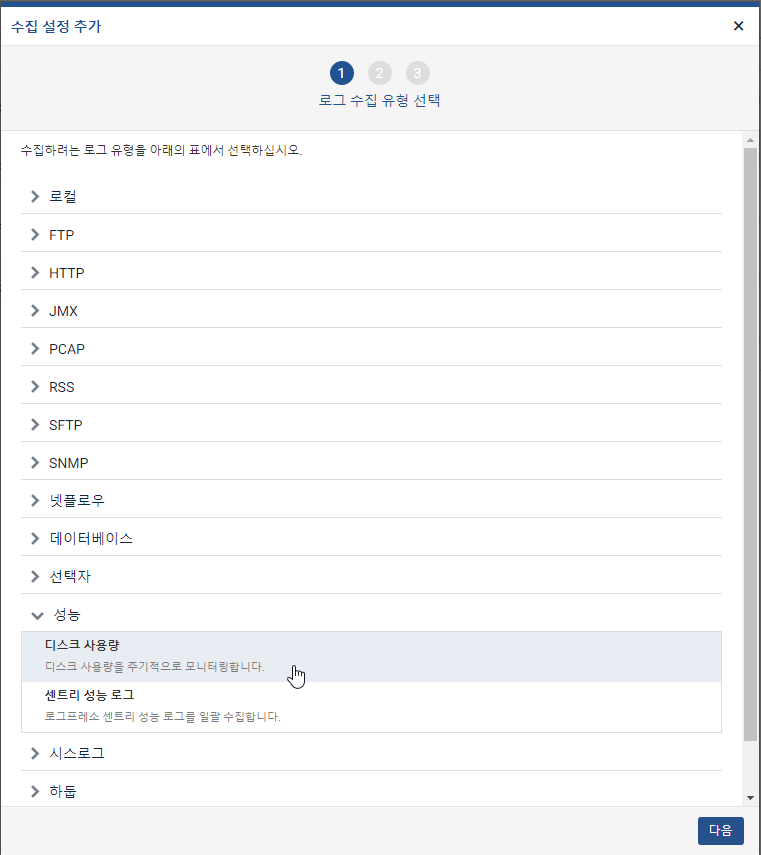 수집 설정 추가
1 2 3
로그 수집 유형 선택
수집하려는 로그 유형을 아래의 표에서 선택하십시오.
로컬
FTP
HTTP
JMX
PCAP
RSS
SFTP
SNMP
넷플로우
데이터베이스
선택자
성능
디스크 사용량
디스크 사용량을 주기적으로 모니터링합니다.
센트리 성능 로그
로그프레소 센트리 성능 로그를 일괄 수집합니다.
시스로그
하둡
다음